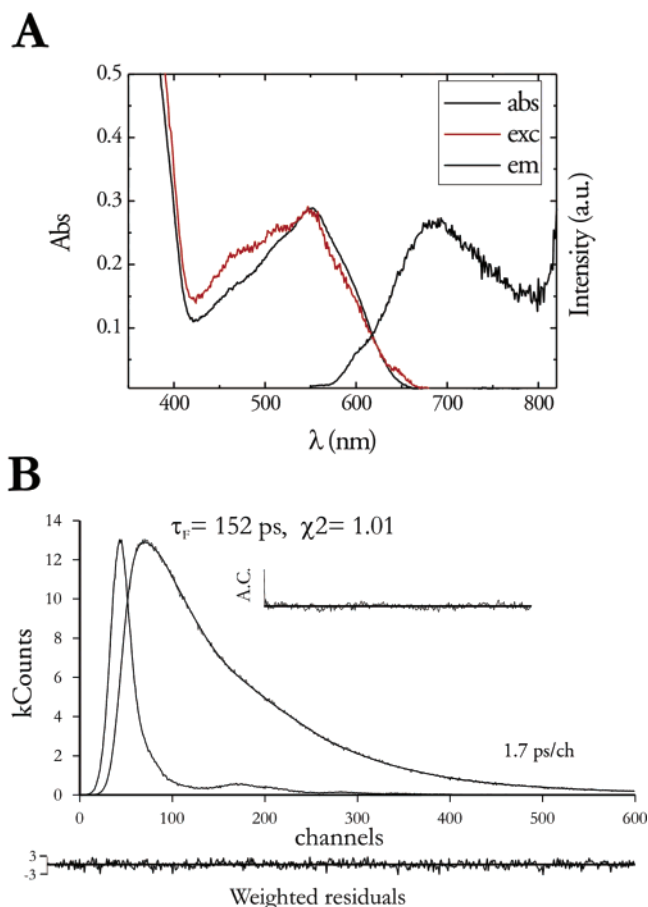 A
0.5
0.4
0.3
0.2
0.1
Abs
abs
exc
em
Intensity (a.u.)
400 500 600 700 800
λ (nm)
B
τF= 152 ps, χ2= 1.01
14
12
10
8
6
4
2
0
kCounts
A.C.
1.7 ps/ch
0 100 200 300 400 500 600
channels
3
-3
Weighted residuals